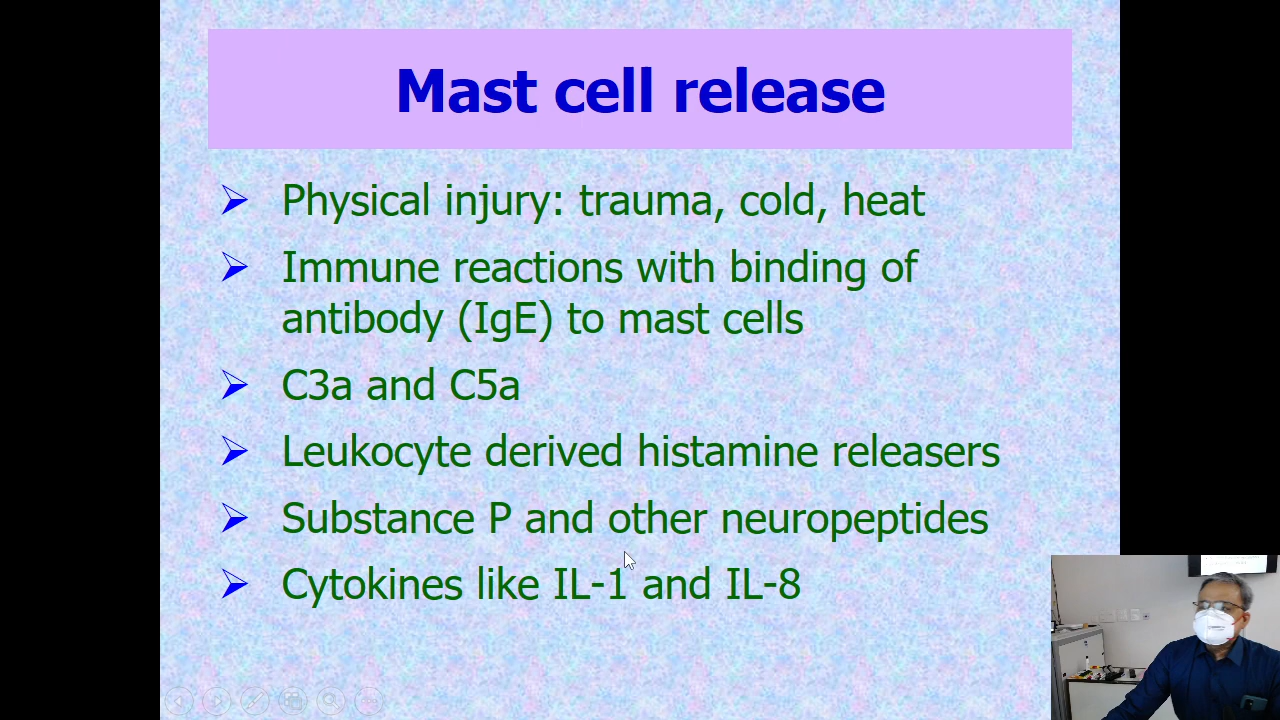 Mast cell release
Physical injury: trauma, cold, heat
Immune reactions with binding of
antibody (IgE) to mast cells
C3a and C5a
Leukocyte derived histamine releasers
Substance P and other neuropeptides
Cytokines like IL-1 and IL-8